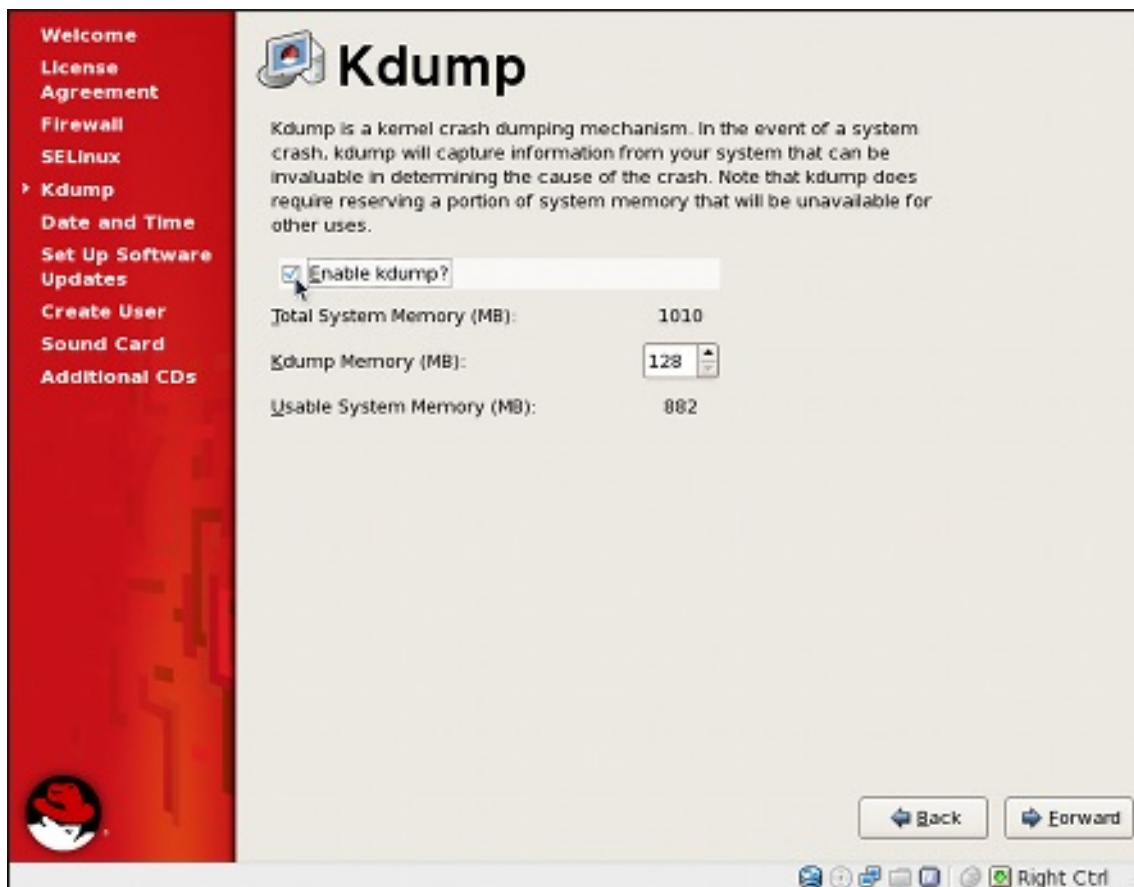 Welcome
License
Agreement
Firewall
SELinux
Kdump
Date and Time
Set Up Software
Updates
Create User
Sound Card
Additional CDs
Kdump
Kdump is a kernel crash dumping mechanism. In the event of a system
crash, kdump will capture information from your system that can be
invaluable in determining the cause of the crash. Note that kdump does
require reserving a portion of system memory that will be unavailable for
other uses.
Enable kdump?
Total System Memory (MB): 1010
Kdump Memory (MB): 128
Usable System Memory (MB): 882
Back Forward
Right Ctrl